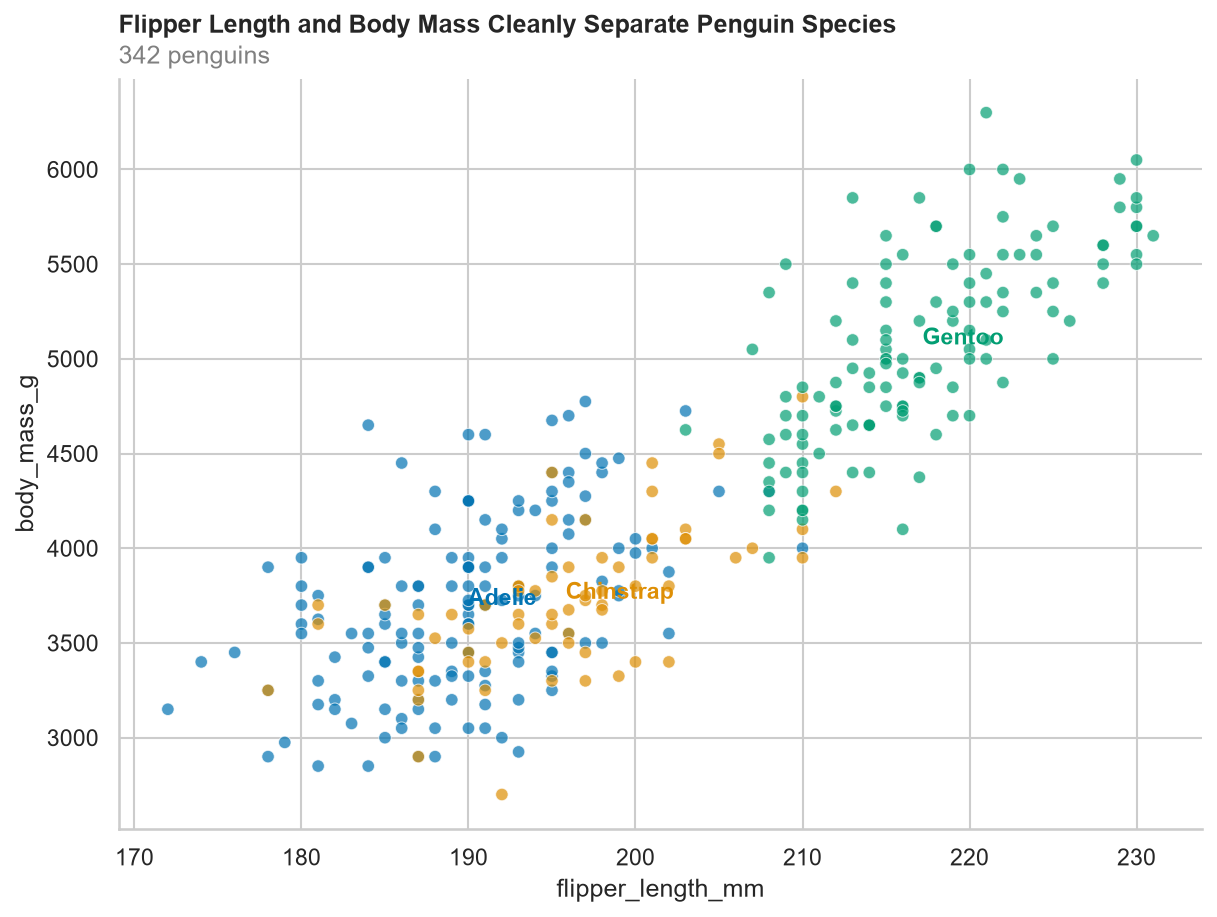 Flipper Length and Body Mass Cleanly Separate Penguin Species
342 penguins
6000
5500
5000
4500
4000
3500
3000
body_mass_g
Gentoo
Adelie
Chinstrap
170 180 190 200 210 220 230
flipper_length_mm